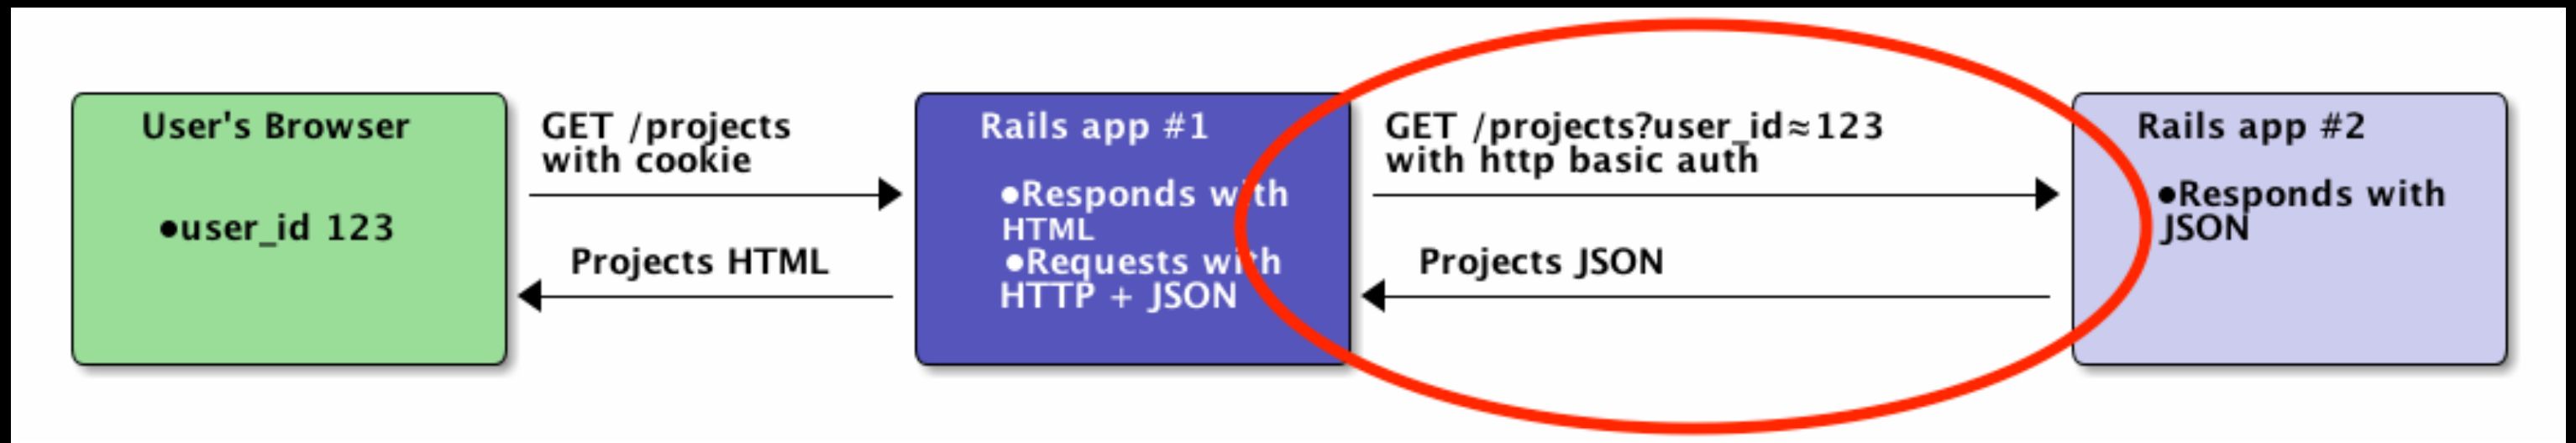 User's Browser
●user_id 123
GET /projects
with cookie
Projects HTML
Rails app #1
●Responds with
HTML
●Requests with
HTTP + JSON
GET /projects?user_id≈123
with http basic auth
Projects JSON
Rails app #2
●Responds with
JSON